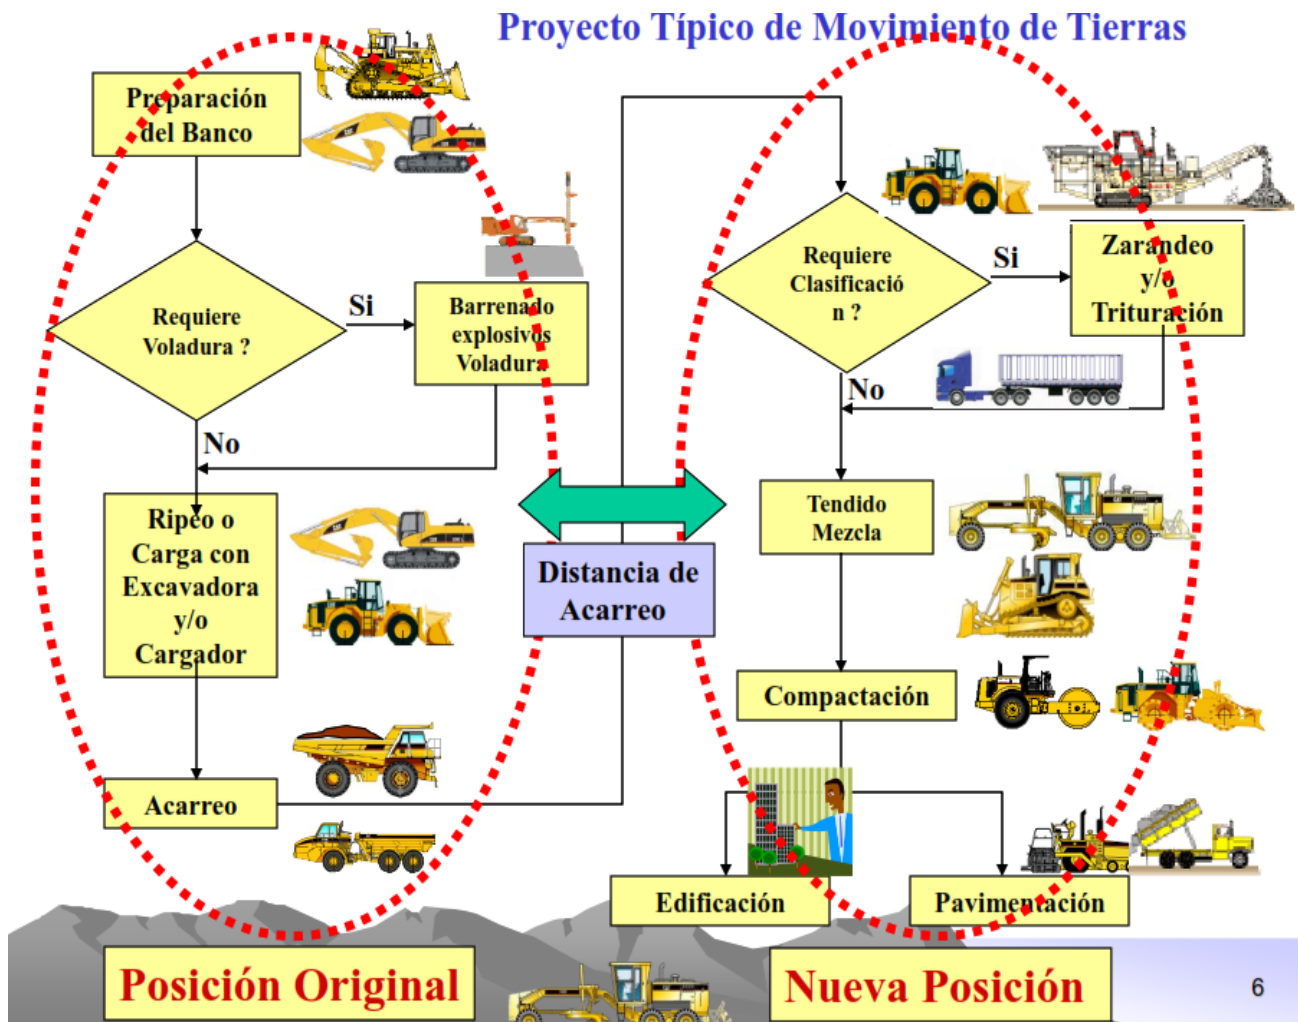 Proyecto Típico de Movimiento de Tierras
Preparación
del Banco
Requiere
Voladura ?
Si
Barrenado
explosivos
Voladura
No
Ripeo o
Carga con
Excavadora
y/o
Cargador
Acarreo
Distancia de
Acarreo
Requiere
Clasificació
n ?
Si
Zarandeo
y/o
Trituración
No
Tendido
Mezcla
Compactación
Edificación
Pavimentación
Posición Original
Nueva Posición
6